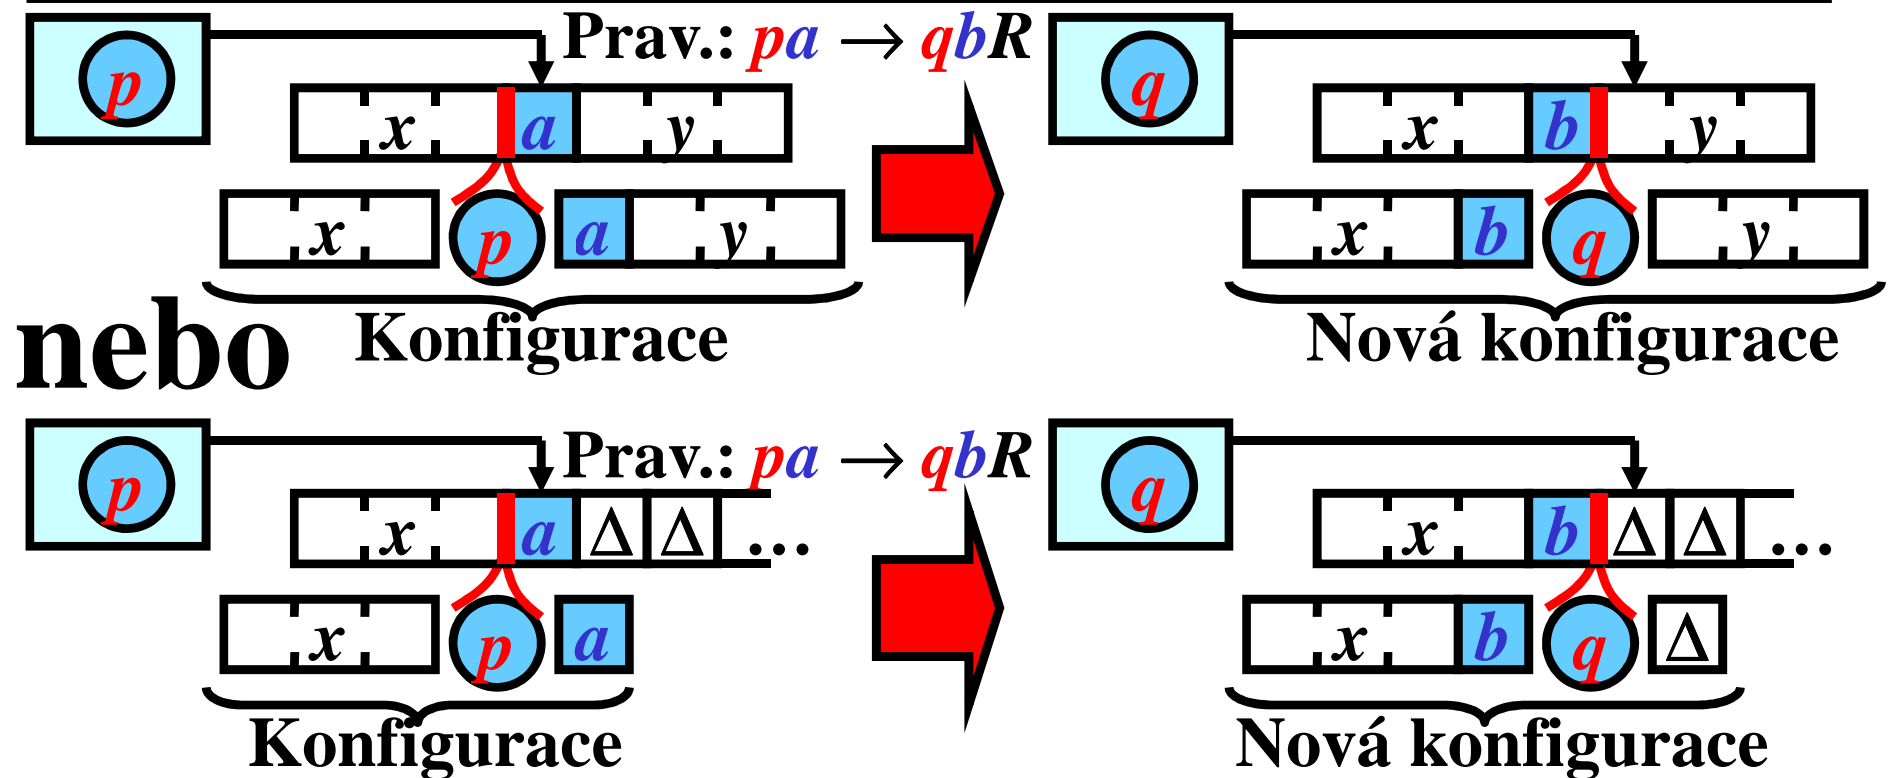 p Prav.: pa → qbR q
x a y x b y
x p a y x b q y
nebo Konfigurace Nová konfigurace
p Prav.: pa → qbR q
x a Δ Δ ... x b Δ Δ ...
x p a x b q Δ
Konfigurace Nová konfigurace